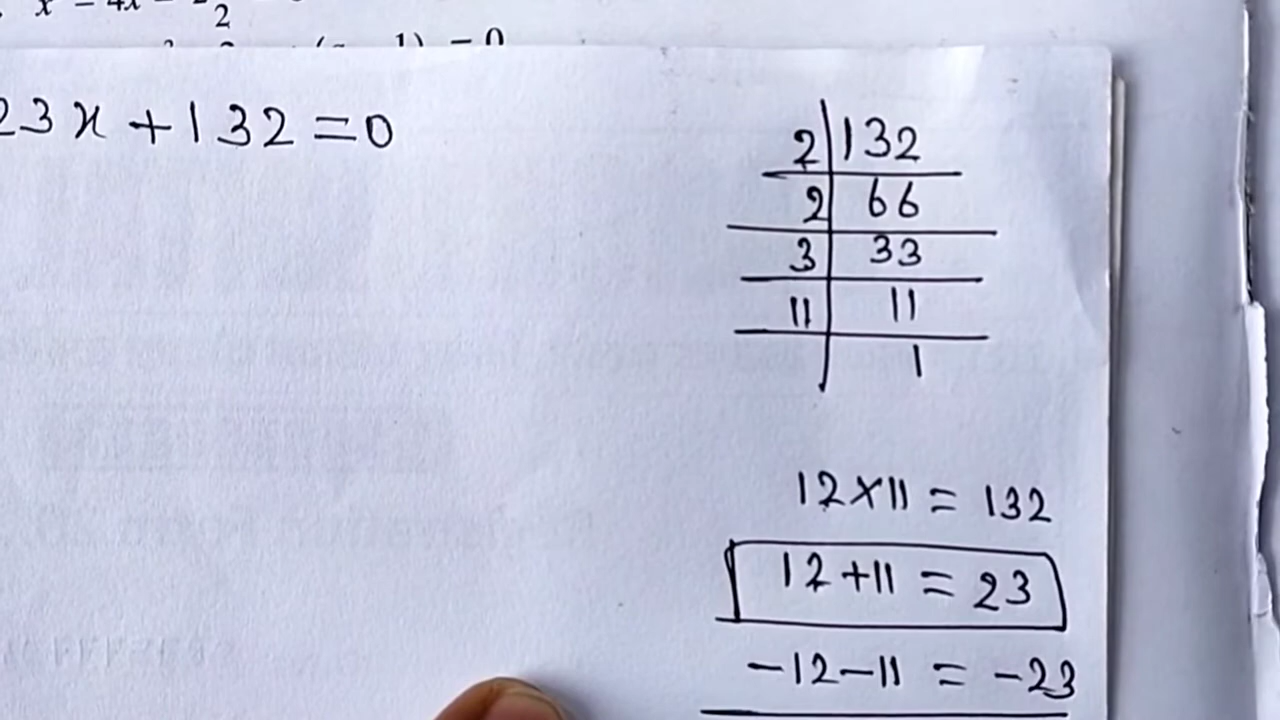 23x + 132 = 0
2 | 132
2 | 66
3 | 33
11 | 11
1
12 × 11 = 132
12 + 11 = 23
-12 - 11 = -23